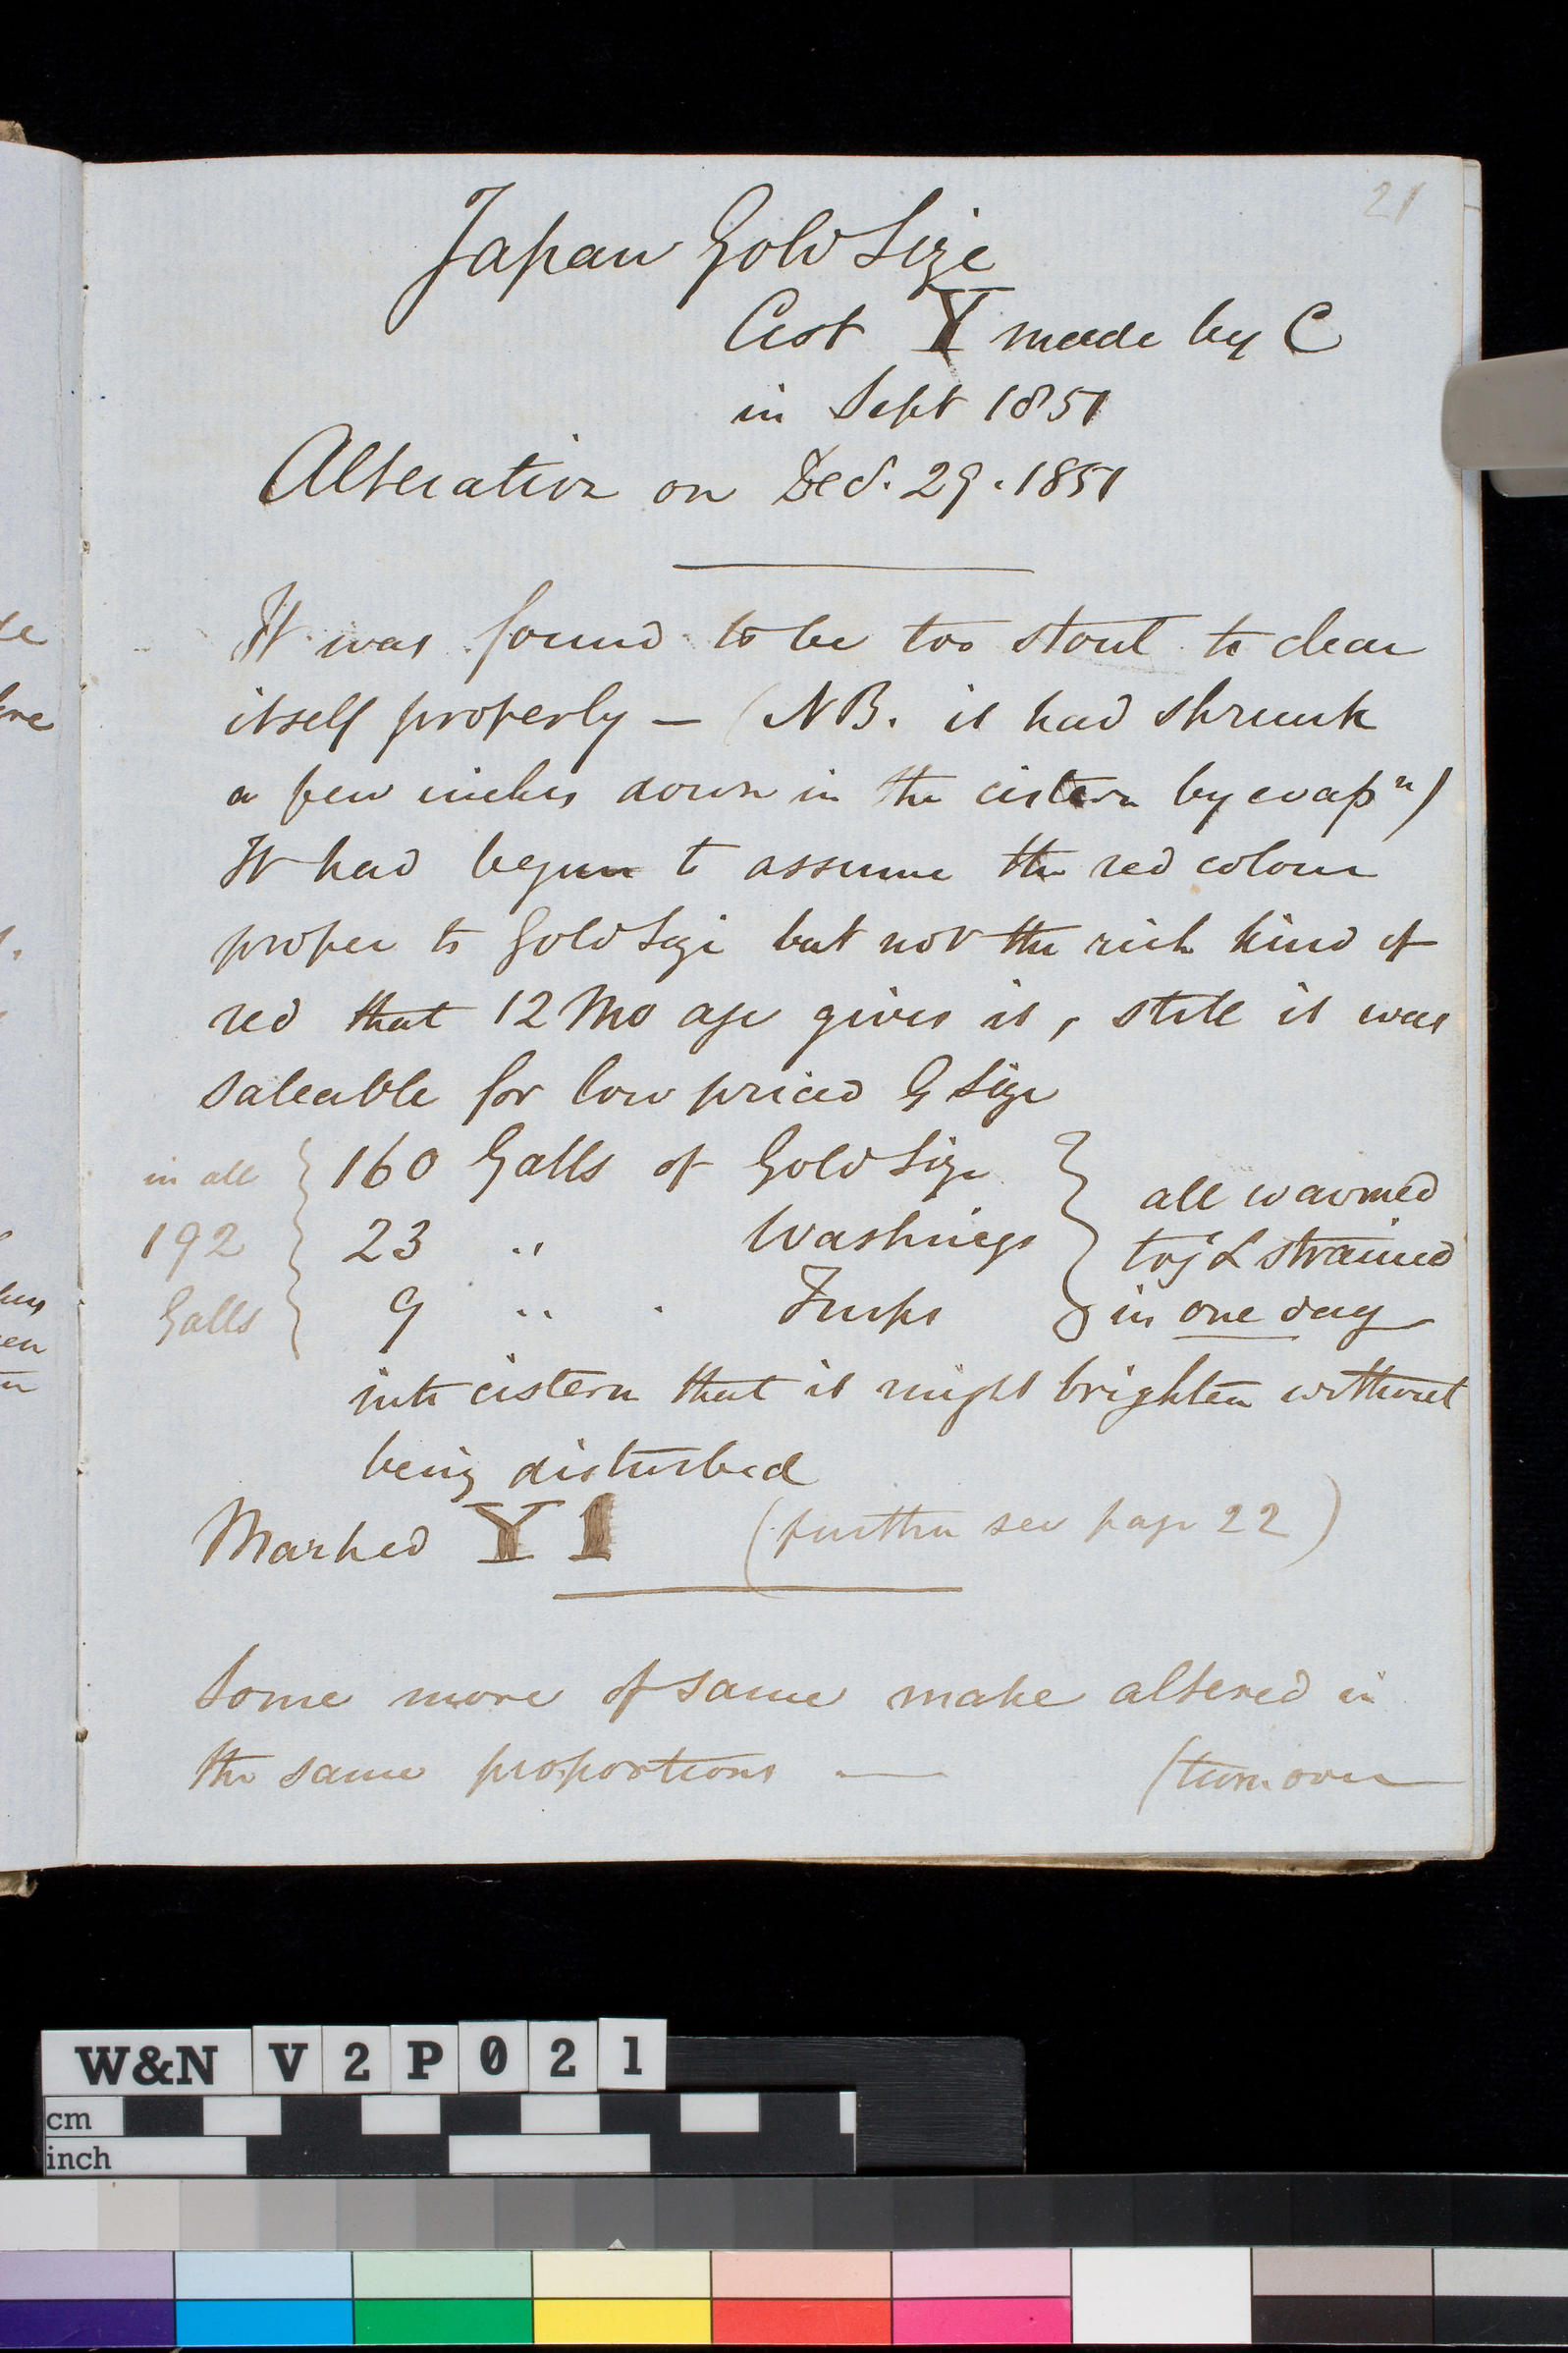 21
Japan Gold Size
Cist Y made by C
in Sept 1851
Alteration on Dec. 29. 1851
It was found to be too stout to clear
itself properly — (NB. it had shrunk
a few inches down in the cistern by evapn)
It had begun to assume the red colour
proper to Gold Size but not the rich kind of
red that 12 Mo age gives it, still it was
saleable for low priced G Size
in all 192 Galls
160 Galls of Gold Size
23 " Washings
9 " " Turps
all warmed
togr & strained
in one day
into cistern that it might brighten without
being disturbed
Marked Y1 (further see page 22)
Some more of same make altered in
the same proportions —
(turn over
W&N V2P021
cm
inch